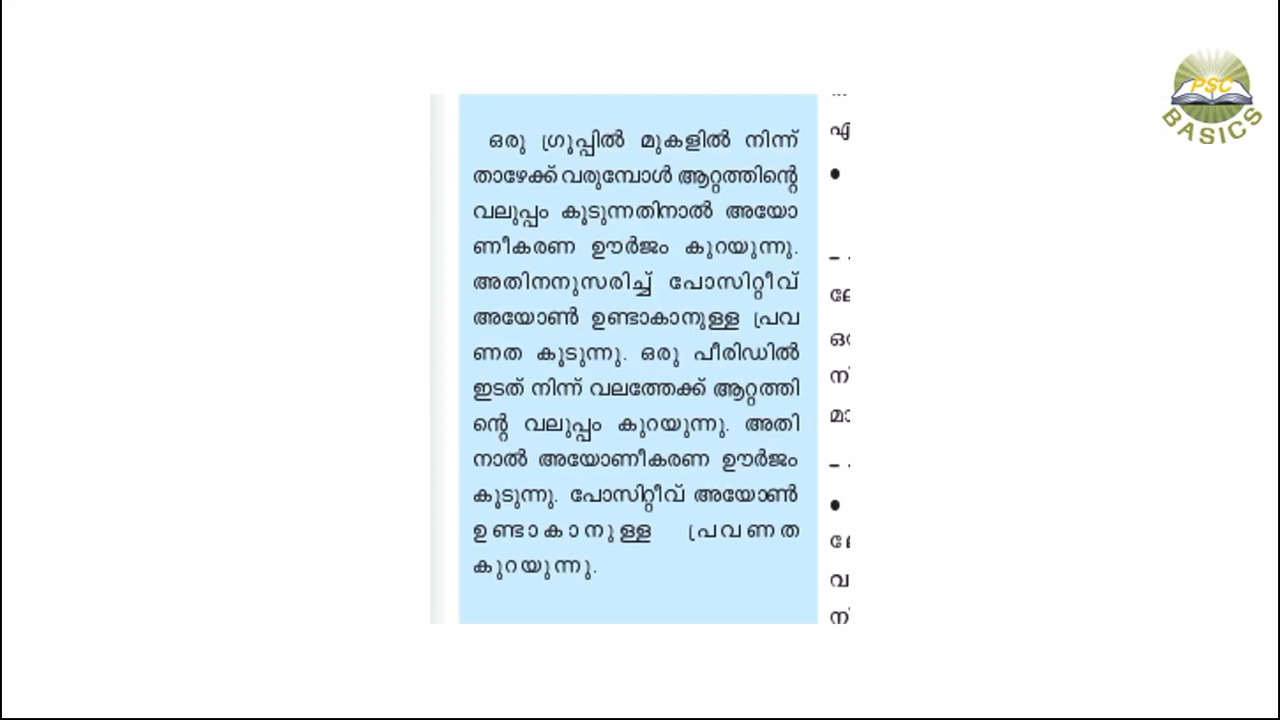 PSC
BASICS
ഒരു ഗ്രൂപ്പിൽ മുകളിൽ നിന്ന്
താഴേക്ക് വരുമ്പോൾ ആറ്റത്തിന്റെ
വലുപ്പം കൂടുന്നതിനാൽ അയോ
ണീകരണ ഊർജം കുറയുന്നു.
അതിനനുസരിച്ച് പോസിറ്റീവ്
അയോൺ ഉണ്ടാകാനുള്ള പ്രവ
ണത കൂടുന്നു. ഒരു പീരിഡിൽ
ഇടത് നിന്ന് വലത്തേക്ക് ആറ്റത്തി
ന്റെ വലുപ്പം കുറയുന്നു. അതി
നാൽ അയോണീകരണ ഊർജം
കൂടുന്നു. പോസിറ്റീവ് അയോൺ
ഉണ്ടാകാനുള്ള പ്രവണത
കുറയുന്നു.